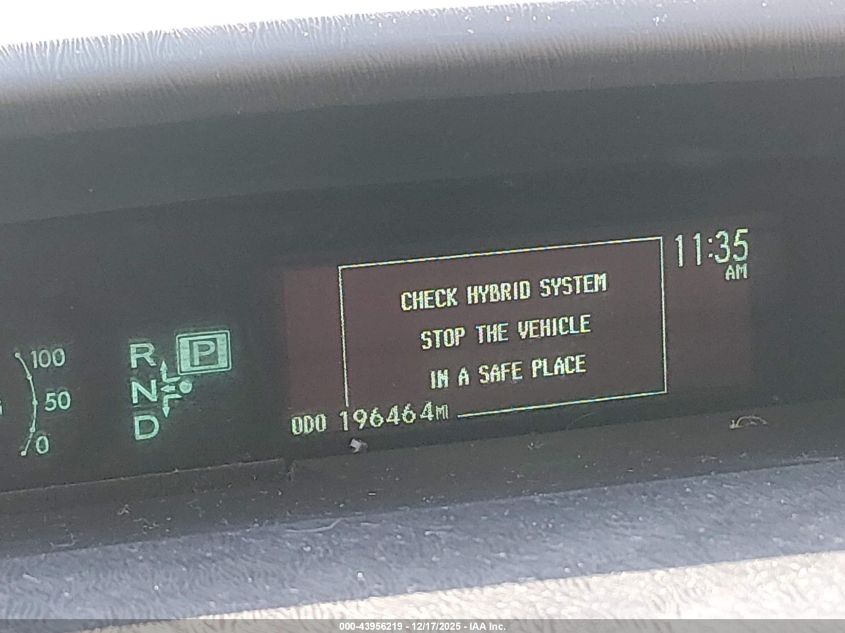 11:35
AM
CHECK HYBRID SYSTEM
STOP THE VEHICLE
IN A SAFE PLACE
100
50
0
R
P
N
D
ODO 196464MI
000-43956219 - 12/17/2025 - IAA Inc.